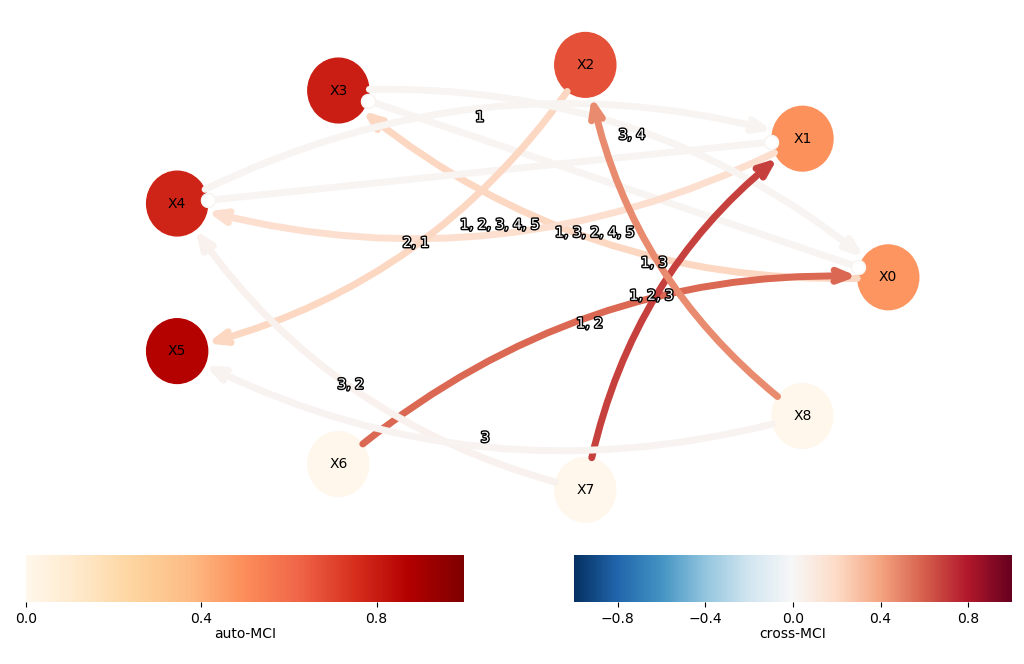 X2
X3
1
3, 4
X1
X4
1, 2, 3, 4, 5
1, 3, 2, 4, 5
2, 1
1, 3
X0
1, 2, 3
1, 2
X5
3, 2
X8
3
X6
X7
0.0 0.4 0.8
auto-MCI
−0.8 −0.4 0.0 0.4 0.8
cross-MCI